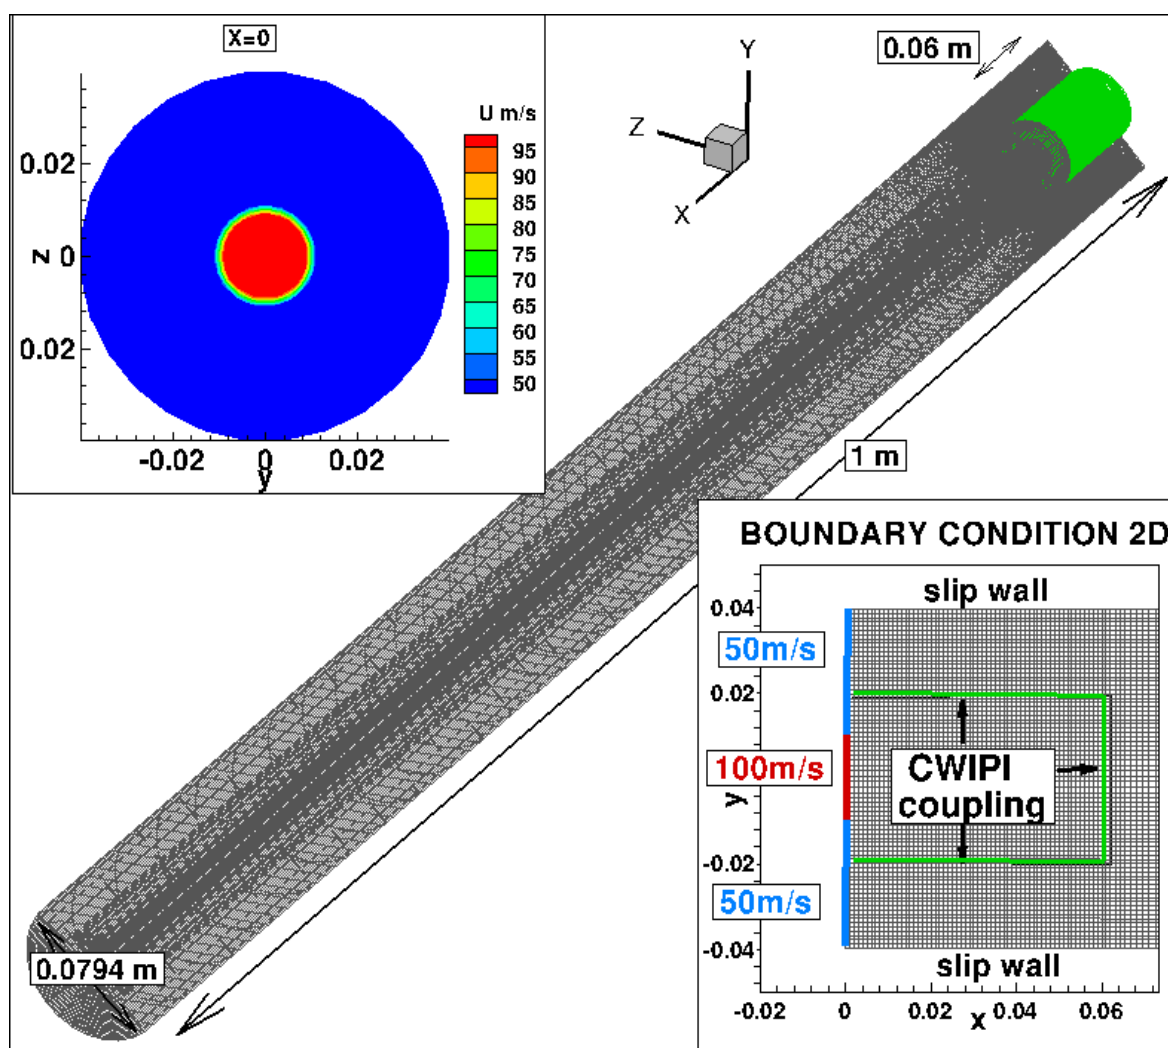 X=0
U m/s
95
90
85
80
75
70
65
60
55
50
0.02
0
0.02
z
-0.02
0
0.02
y
Y
Z
X
0.06 m
1 m
0.0794 m
BOUNDARY CONDITION 2D
slip wall
0.04
50m/s
0.02
100m/s
CWIPI
coupling
y
-0.02
50m/s
-0.04
slip wall
-0.02
0
0.02
0.04
0.06
x